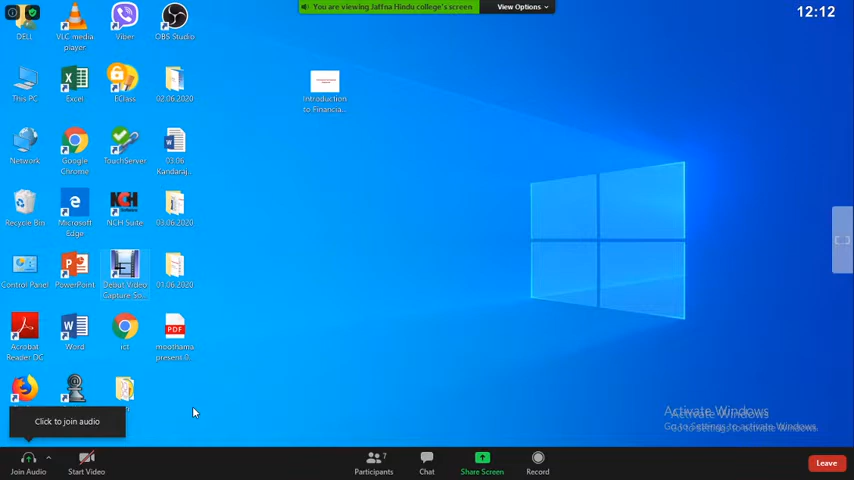 You are viewing Jaffna Hindu college's screen
View Options
12:12
DELL
VLC media
player
Viber
OBS Studio
This PC
Excel
EClass
02.06.2020
Introduction
to Financia...
Network
Google
Chrome
TouchServer
03.06
Kandaraj...
Recycle Bin
Microsoft
Edge
NCH Suite
03.06.2020
Control Panel
PowerPoint
Debut Video
Capture So...
01.06.2020
Acrobat
Reader DC
Word
ict
PDF
moothama...
present.0...
Click to join audio
Activate Windows
Go to Settings to activate Windows.
Join Audio
Start Video
Participants
7
Chat
Share Screen
Record
Leave